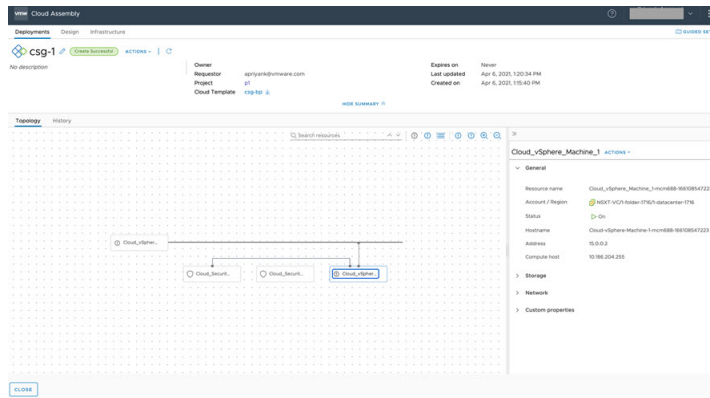 vmw Cloud Assembly
Deployments Design Infrastructure
GUIDED SET
csg-1 Create Successful ACTIONS
No description
Owner
Requestor apriyank@vmware.com
Project p1
Cloud Template csg-bp
Expires on Never
Last updated Apr 6, 2021, 1:20:34 PM
Created on Apr 6, 2021, 1:15:40 PM
HIDE SUMMARY
Topology History
Search resources
Cloud_vSpher...
Cloud_Securit... Cloud_Securit... Cloud_vSpher...
Cloud_vSphere_Machine_1 ACTIONS
General
Resource name Cloud_vSphere_Machine_1-mcm688-16610854722
Account / Region NSXT-VC/1-folder-1716/1-datacenter-1716
Status On
Hostname Cloud-vSphere-Machine-1-mcm688-166108547223
Address 15.0.0.2
Compute host 10.186.204.255
Storage
Network
Custom properties
CLOSE